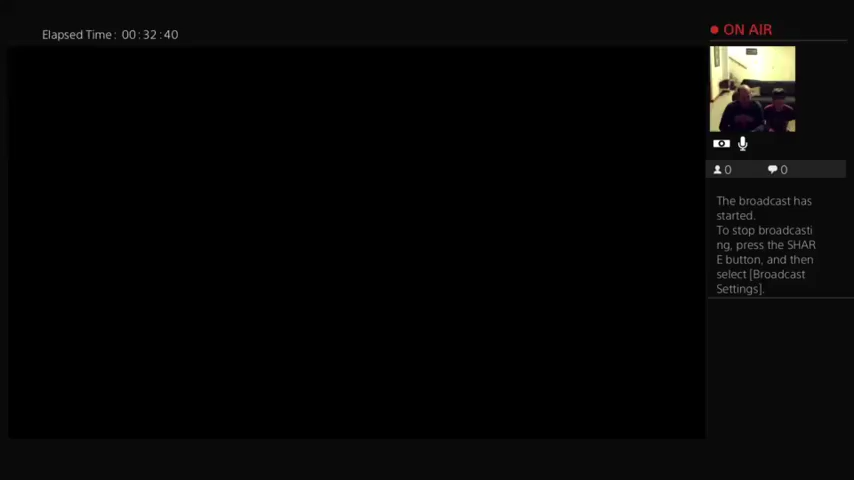 Elapsed Time: 00:32:40
ON AIR
0 0
The broadcast has
started.
To stop broadcasti
ng, press the SHAR
E button, and then
select [Broadcast
Settings].